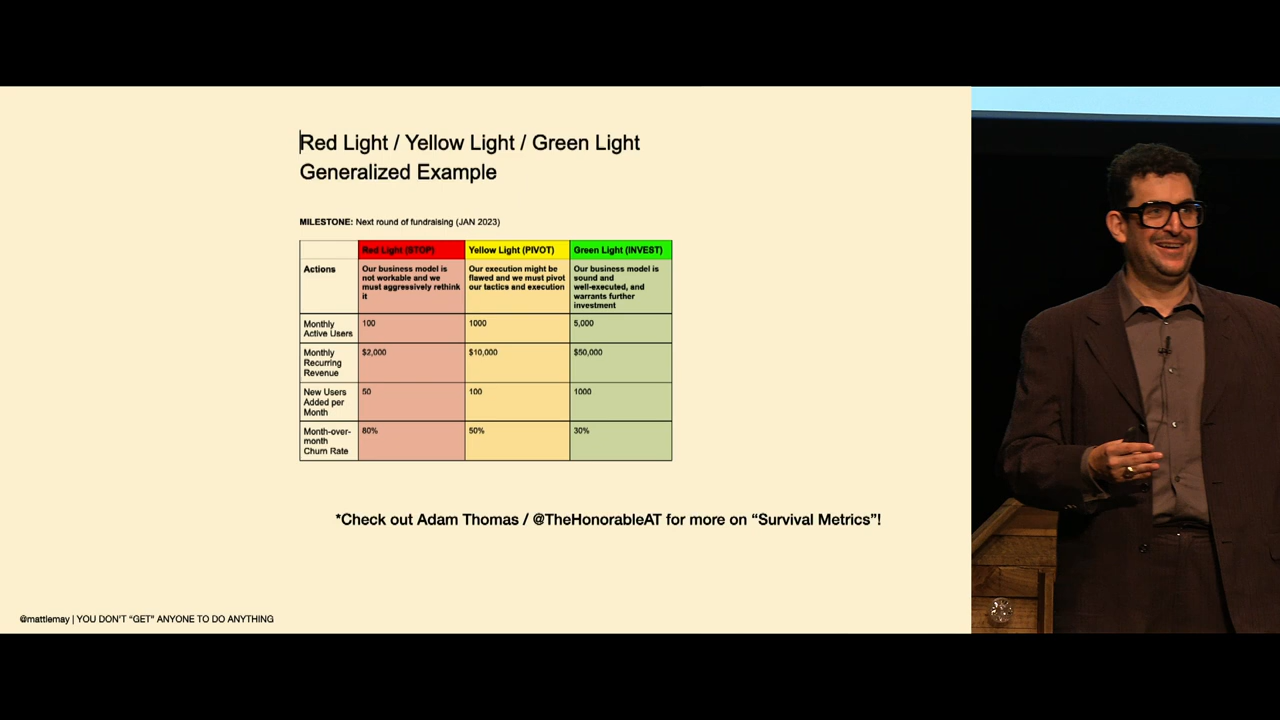 Red Light / Yellow Light / Green Light
Generalized Example
MILESTONE: Next round of fundraising (JAN 2023)
Red Light (STOP)
Yellow Light (PIVOT)
Green Light (INVEST)
Actions
Our business model is
not workable and we
must aggressively rethink
it
Our execution might be
flawed and we must pivot
our tactics and execution
Our business model is
sound and
well-executed, and
warrants further
investment
Monthly
Active Users
100
1000
5,000
Monthly
Recurring
Revenue
$2,000
$10,000
$50,000
New Users
Added per
Month
50
100
1000
Month-over-
month
Churn Rate
80%
50%
30%
*Check out Adam Thomas / @TheHonorableAT for more on “Survival Metrics”!
@mattlemay | YOU DON’T “GET” ANYONE TO DO ANYTHING